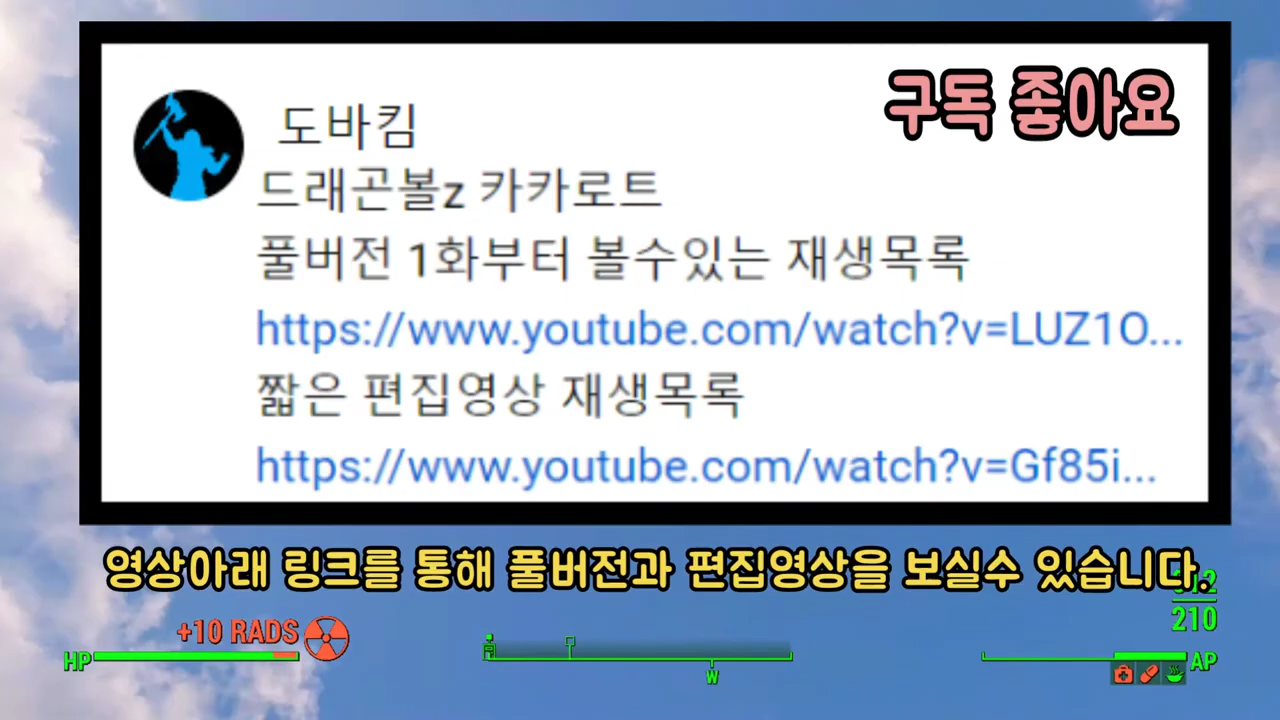 구독 좋아요
도바킴
드래곤볼z 카카로트
풀버전 1화부터 볼수있는 재생목록
https://www.youtube.com/watch?v=LUZ1O...
짧은 편집영상 재생목록
https://www.youtube.com/watch?v=Gf85i...
영상아래 링크를 통해 풀버전과 편집영상을 보실수 있습니다.
210
+10 RADS
HP
W
AP